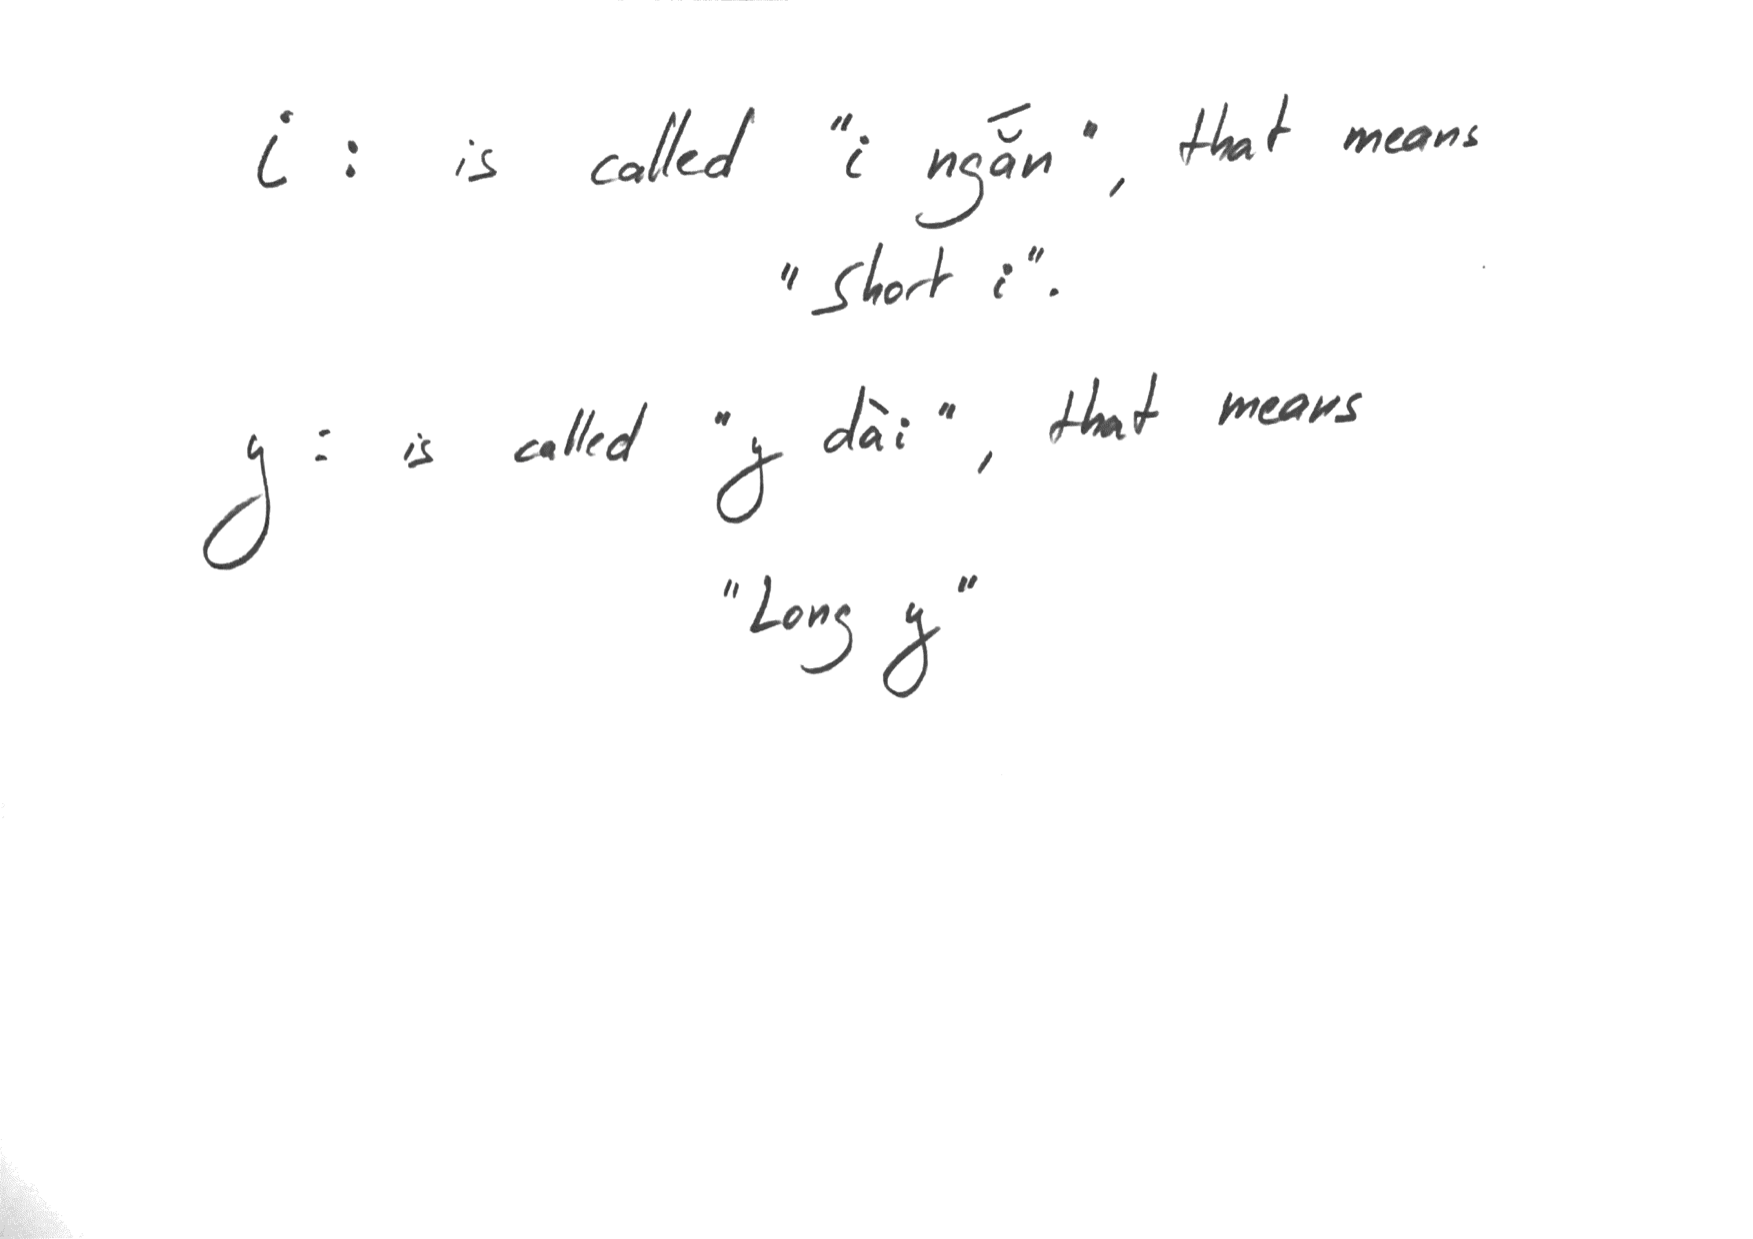 i : is called "i ngắn", that means
"Short i".
y : is called "y dài", that means
"Long y"